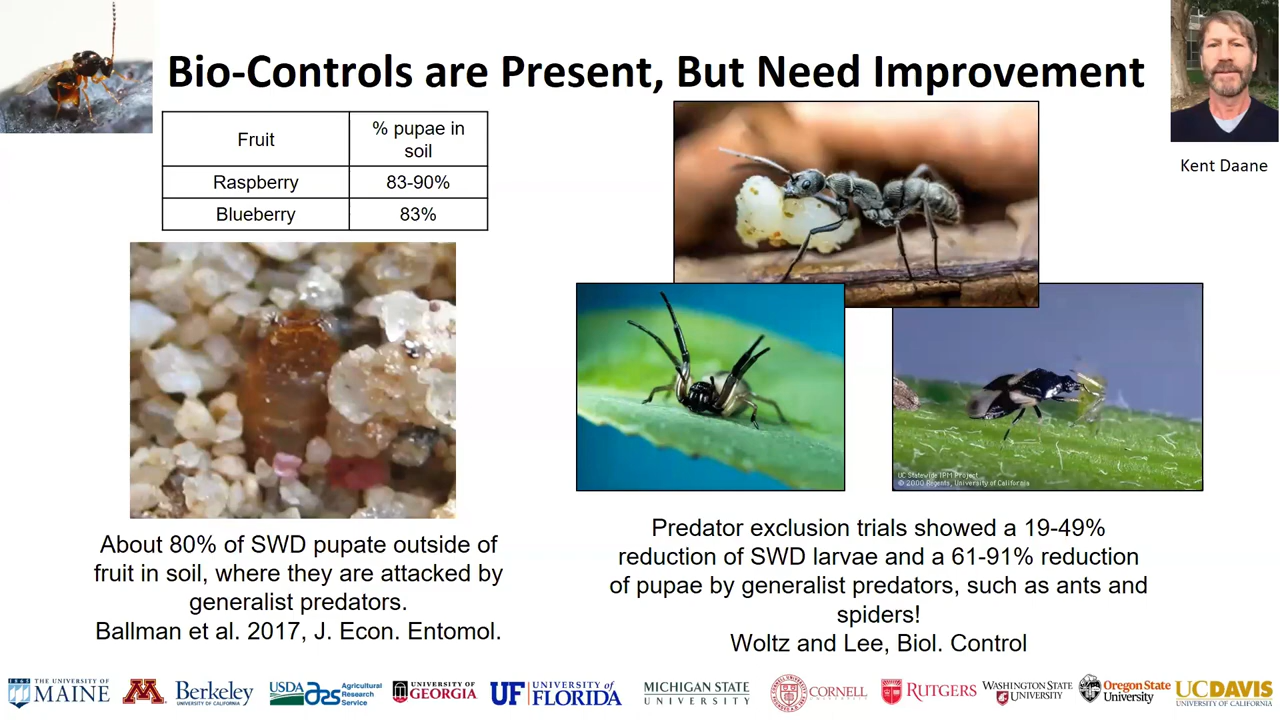 Bio-Controls are Present, But Need Improvement
Kent Daane
Fruit
% pupae in
soil
Raspberry
83-90%
Blueberry
83%
UC Statewide IPM Project
© 2000 Regents, University of California
About 80% of SWD pupate outside of
fruit in soil, where they are attacked by
generalist predators.
Ballman et al. 2017, J. Econ. Entomol.
Predator exclusion trials showed a 19-49%
reduction of SWD larvae and a 61-91% reduction
of pupae by generalist predators, such as ants and
spiders!
Woltz and Lee, Biol. Control
THE UNIVERSITY OF
MAINE
M
Berkeley
UNIVERSITY OF CALIFORNIA
USDA
ars
Agricultural
Research
Service
UNIVERSITY OF
GEORGIA
UF
UNIVERSITY of
FLORIDA
MICHIGAN STATE
UNIVERSITY
CORNELL
RUTGERS
WASHINGTON STATE
UNIVERSITY
Oregon State
University
UCDAVIS
UNIVERSITY OF CALIFORNIA